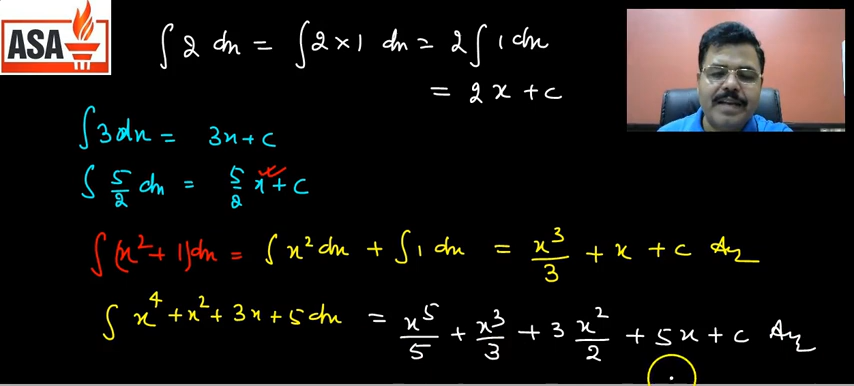 ASA
∫ 2 dx = ∫ 2 × 1 dx = 2 ∫ 1 dx
= 2x + c
∫ 3dx = 3x + c
∫ 5/2 dx = 5/2 x + c
∫ (x² + 1) dx = ∫ x² dx + ∫ 1 dx = x³/3 + x + c Ans
∫ x⁴ + x² + 3x + 5 dx = x⁵/5 + x³/3 + 3 x²/2 + 5x + c Ans